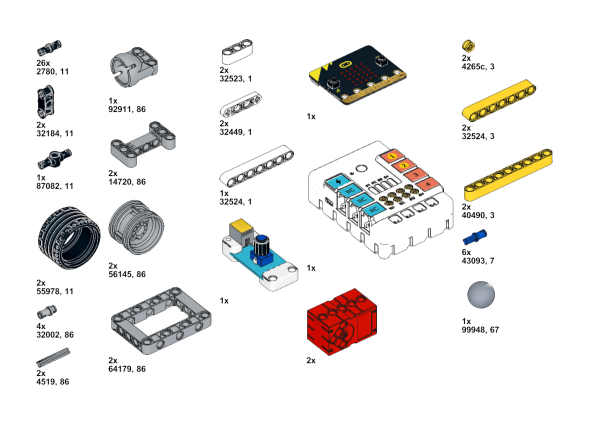 26x
2780, 11
2x
32184, 11
1x
87082, 11
2x
55978, 11
4x
32002, 86
2x
4519, 86
1x
92911, 86
2x
14720, 86
2x
56145, 86
2x
64179, 86
2x
32523, 1
2x
32449, 1
1x
32524, 1
1x
1x
1x
2x
2x
4265c, 3
2x
32524, 3
2x
40490, 3
6x
43093, 7
1x
99948, 67